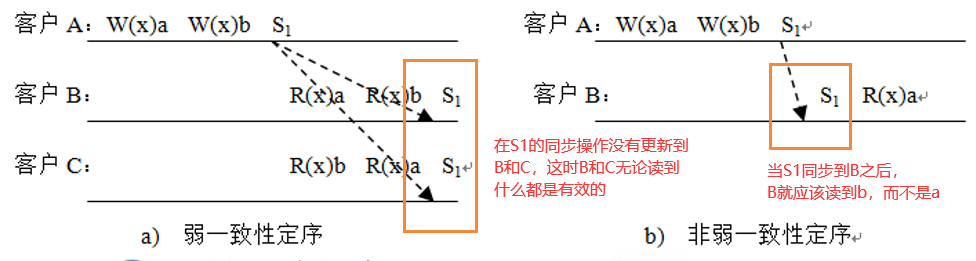 客户 A： W(x)a W(x)b S₁
客户 B： R(x)a R(x)b S₁
客户 C： R(x)b R(x)a S₁
a) 弱一致性定序
在S1的同步操作没有更新到
B和C，这时B和C无论读到
什么都是有效的
客户 A： W(x)a W(x)b S₁
客户 B： S₁ R(x)a
当S1同步到B之后，
B就应该读到b，而不是a
b) 非弱一致性定序